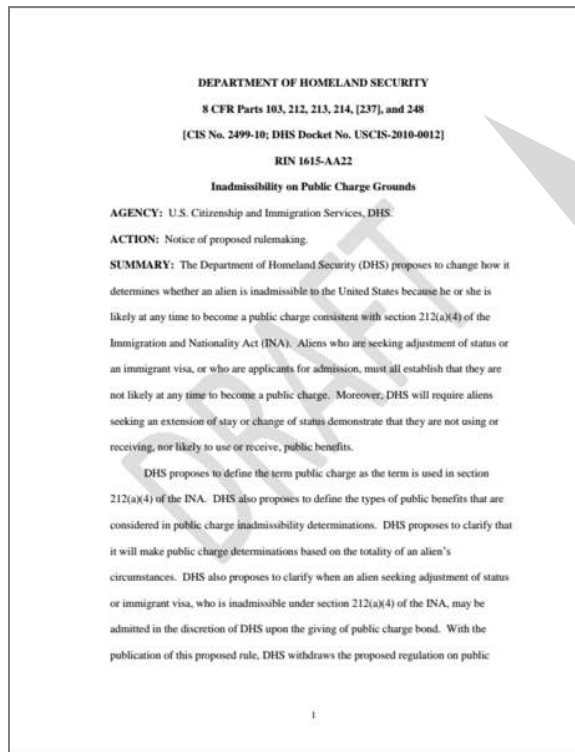 DEPARTMENT OF HOMELAND SECURITY
8 CFR Parts 103, 212, 213, 214, [237], and 248
[CIS No. 2499-10; DHS Docket No. USCIS-2010-0012]
RIN 1615-AA22
Inadmissibility on Public Charge Grounds
AGENCY: U.S. Citizenship and Immigration Services, DHS.
ACTION: Notice of proposed rulemaking.
SUMMARY: The Department of Homeland Security (DHS) proposes to change how it
determines whether an alien is inadmissible to the United States because he or she is
likely at any time to become a public charge consistent with section 212(a)(4) of the
Immigration and Nationality Act (INA). Aliens who are seeking adjustment of status or
an immigrant visa, or who are applicants for admission, must all establish that they are
not likely at any time to become a public charge. Moreover, DHS will require aliens
seeking an extension of stay or change of status demonstrate that they are not using or
receiving, nor likely to use or receive, public benefits.
DHS proposes to define the term public charge as the term is used in section
212(a)(4) of the INA. DHS also proposes to define the types of public benefits that are
considered in public charge inadmissibility determinations. DHS proposes to clarify that
it will make public charge determinations based on the totality of an alien's
circumstances. DHS also proposes to clarify when an alien seeking adjustment of status
or immigrant visa, who is inadmissible under section 212(a)(4) of the INA, may be
admitted in the discretion of DHS upon the giving of public charge bond. With the
publication of this proposed rule, DHS withdraws the proposed regulation on public
1
DRAFT